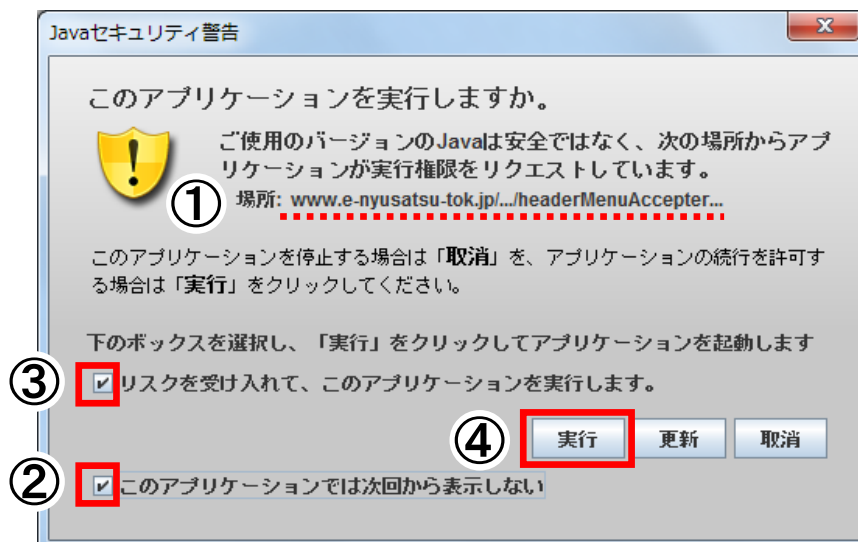 Javaセキュリティ警告
このアプリケーションを実行しますか。
ご使用のバージョンのJavaは安全ではなく、次の場所からアプ
リケーションが実行権限をリクエストしています。
① 場所: www.e-nyusatsu-tok.jp/.../headerMenuAccepter...
このアプリケーションを停止する場合は「取消」を、アプリケーションの続行を許可す
る場合は「実行」をクリックしてください。
下のボックスを選択し、「実行」をクリックしてアプリケーションを起動します
③ リスクを受け入れて、このアプリケーションを実行します。
④ 実行 更新 取消
② このアプリケーションでは次回から表示しない